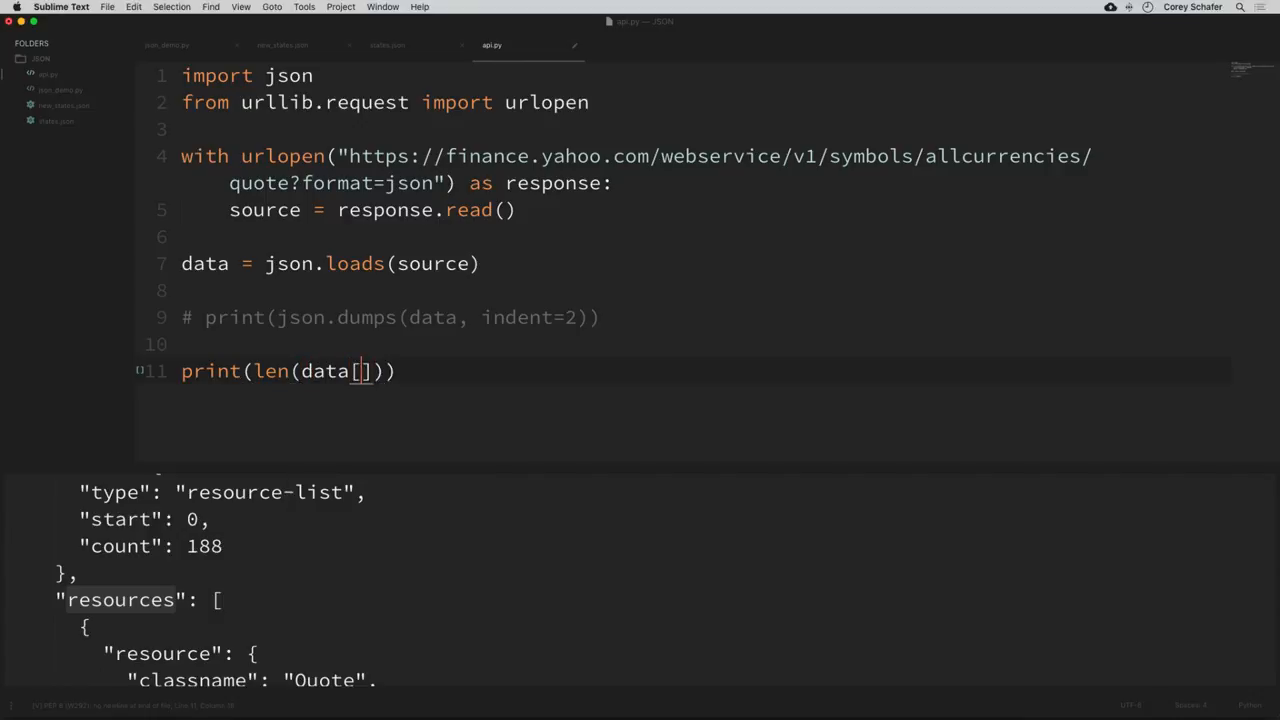 Sublime Text File Edit Selection Find View Goto Tools Project Window Help Corey Schafer
api.py — JSON
FOLDERS
JSON
api.py
json_demo.py
new_states.json
states.json
json_demo.py new_states.json states.json api.py
1 import json
2 from urllib.request import urlopen
3
4 with urlopen("https://finance.yahoo.com/webservice/v1/symbols/allcurrencies/
quote?format=json") as response:
5 source = response.read()
6
7 data = json.loads(source)
8
9 # print(json.dumps(data, indent=2))
10
11 print(len(data[]))
{
"type": "resource-list",
"start": 0,
"count": 188
},
"resources": [
{
"resource": {
"classname": "Quote",
UTF-8 Spaces: 4 Python